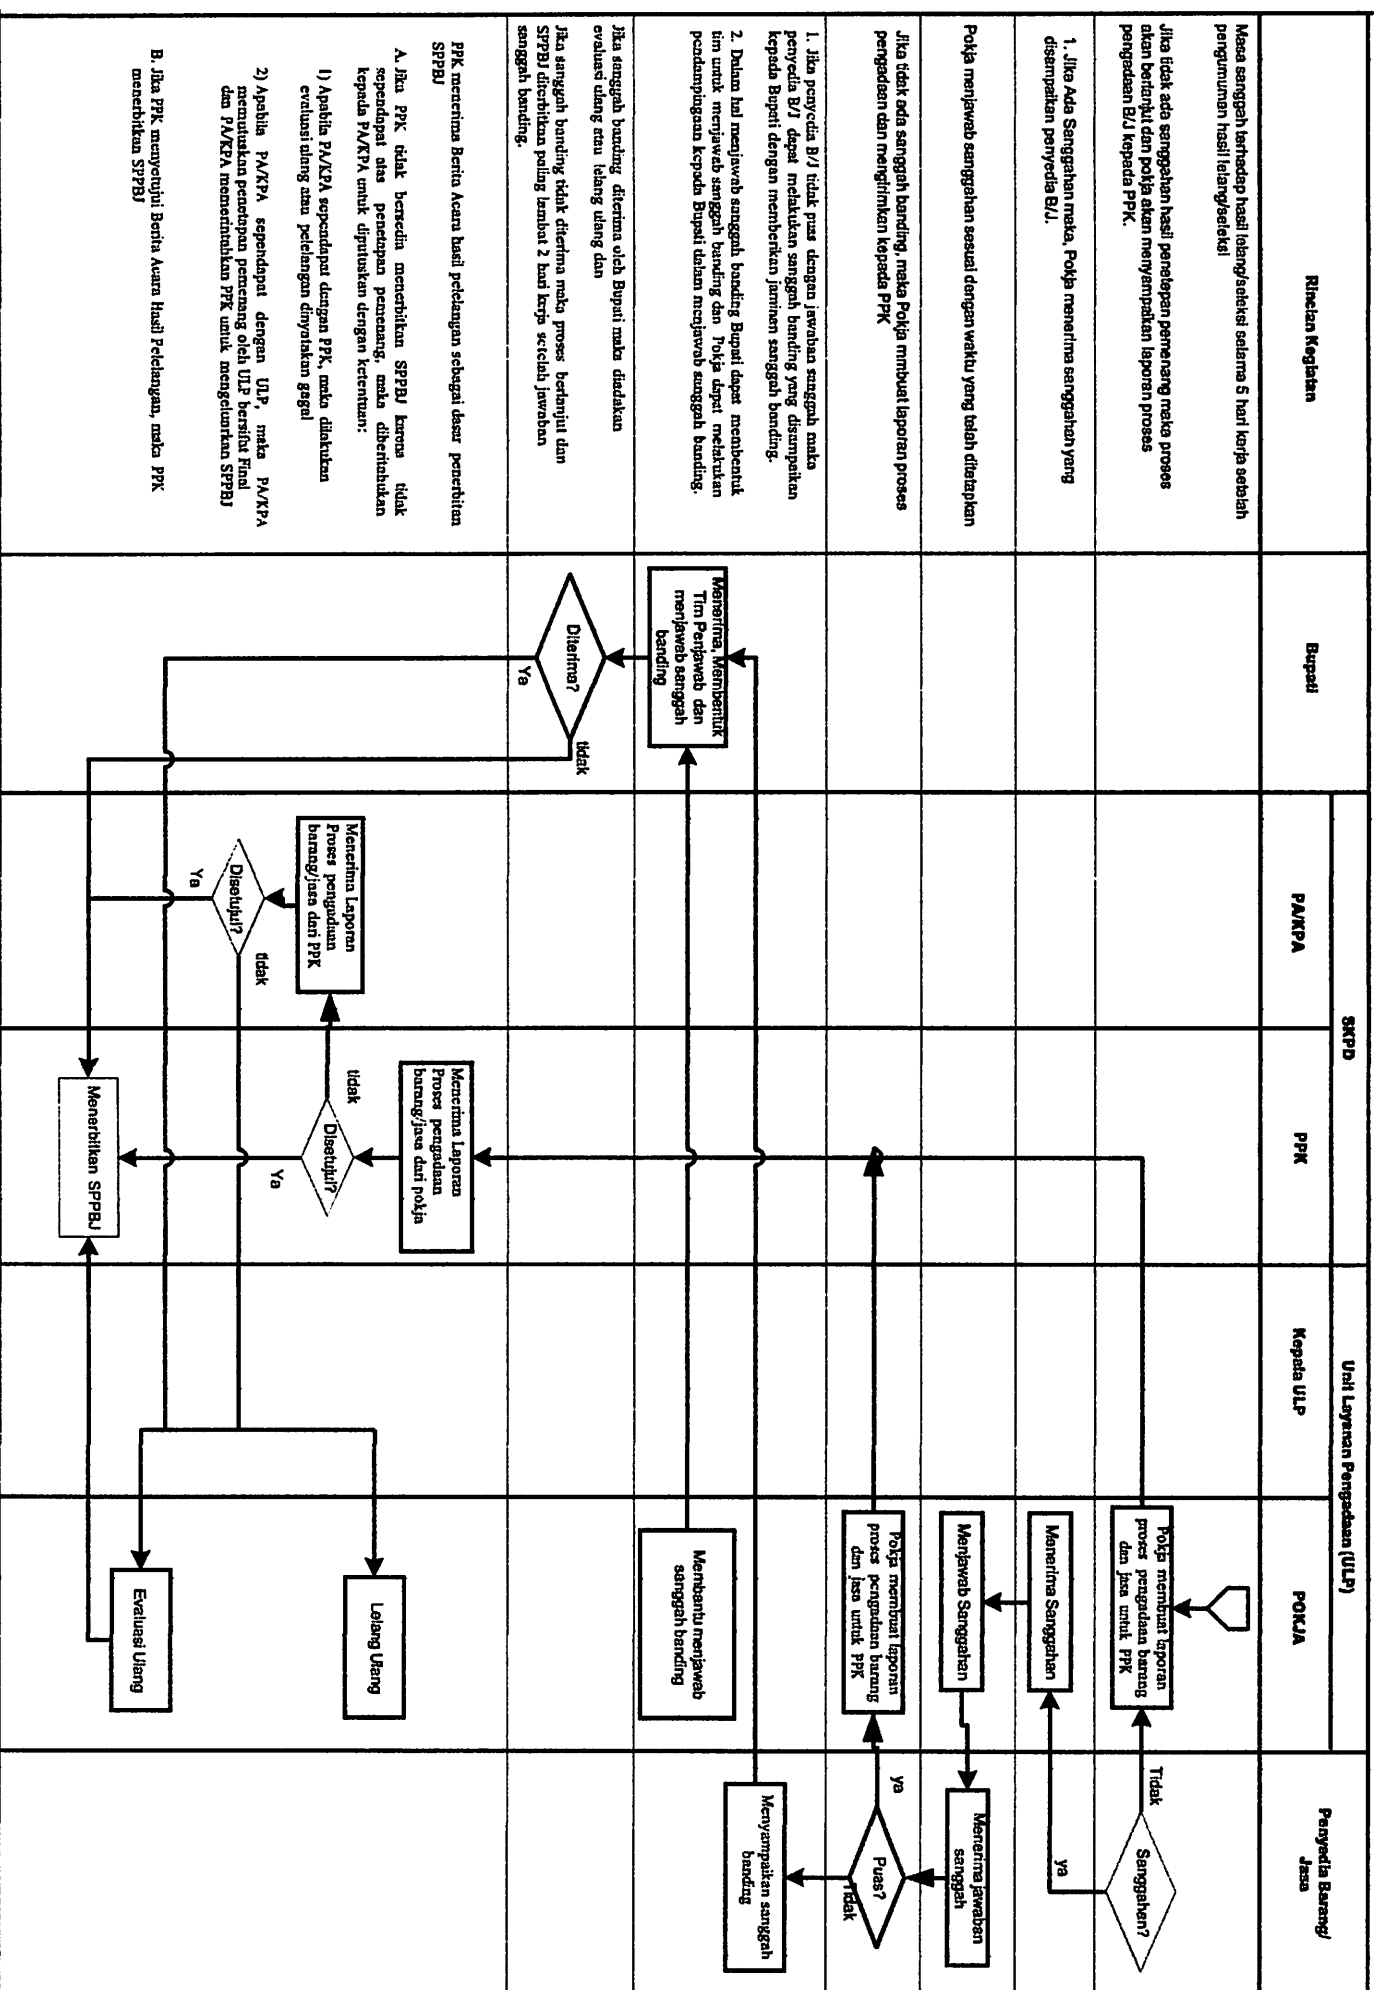 Rincian Kegiatan
Bupati
SKPD
PA/KPA
PPK
Unit Layanan Pengadaan (ULP)
Kepala ULP
POKJA
Penyedia Barang/
Jasa
Masa sanggah terhadap hasil lelang/seleksi selama 5 hari kerja setelah
pengumuman hasil lelang/seleksi
Jika tidak ada sanggahan hasil penetapan pemenang maka proses
akan berlanjut dan pokja akan menyampaikan laporan proses
pengadaan B/J kepada PPK.
Pokja membuat laporan
proses pengadaan barang
dan jasa untuk PPK
Tidak
Sanggahan?
ya
1. Jika Ada Sanggahan maka, Pokja menerima sanggahan yang
disampaikan penyedia B/J.
Menerima Sanggahan
Pokja menjawab sanggahan sesuai dengan waktu yang telah ditetapkan
Menjawab Sanggahan
Menerima jawaban
sanggah
Jika tidak ada sanggah banding, maka Pokja mmbuat laporan proses
pengadaan dan mengirimkan kepada PPK
Pokja membuat laporan
proses pengadaan barang
dan jasa untuk PPK
ya
Puas?
Tidak
1. Jika penyedia B/J tidak puas dengan jawaban sanggah maka
penyedia B/J dapat melakukan sanggah banding yang disampaikan
kepada Bupati dengan memberikan jaminan sanggah banding.
2. Dalam hal menjawab sanggah banding Bupati dapat membentuk
tim untuk menjawab sanggah banding dan Pokja dapat melakukan
pendampingaan kepada Bupati dalam menjawab sanggah banding.
Menerima, Membentuk
Tim Penjawab dan
menjawab sanggah
banding
Membantu menjawab
sanggah banding
Menyampaikan sanggah
banding
Jika sanggah banding diterima oleh Bupati maka diadakan
evaluasi ulang atau lelang ulang dan
Jika sanggah banding tidak diterima maka proses berlanjut dan
SPPBJ diterbitkan paling lambat 2 hari kerja setelah jawaban
sanggah banding.
Diterima?
tidak
Ya
PPK menerima Berita Acara hasil pelelangan sebagai dasar penerbitan
SPPBJ
A. Jika PPK tidak bersedia menerbitkan SPPBJ karena tidak
sependapat atas penetapan pemenang, maka diberitahukan
kepada PA/KPA untuk diputuskan dengan ketentuan:
1) Apabila PA/KPA sependapat dengan PPK, maka dilakukan
evaluasi ulang atau pelelangan dinyatakan gagal
2) Apabila PA/KPA sependapat dengan ULP, maka PA/KPA
memutuskan penetapan pemenang oleh ULP bersifat Final
dan PA/KPA memerintahkan PPK untuk mengeluarkan SPPBJ
B. Jika PPK menyetujui Berita Acara Hasil Pelelangan, maka PPK
menerbitkan SPPBJ
Menerima Laporan
Proses pengadaan
barang/jasa dari PPK
Disetujui?
tidak
Ya
Menerima Laporan
Proses pengadaan
barang/jasa dari pokja
Disetujui?
tidak
Ya
Menerbitkan SPPBJ
Lelang Ulang
Evaluasi Ulang